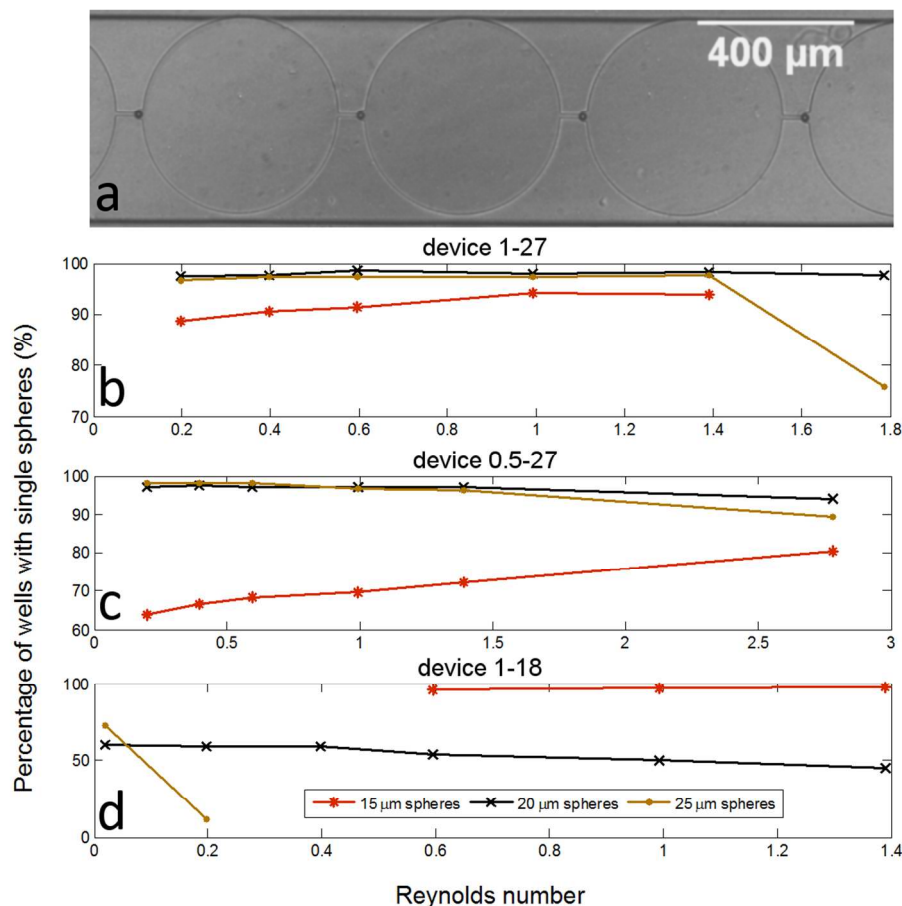 400 µm
a
device 1-27
100
90
80
70
0 0.2 0.4 0.6 0.8 1 1.2 1.4 1.6 1.8
b
device 0.5-27
100
90
80
70
60
0 0.5 1 1.5 2 2.5 3
c
Percentage of wells with single spheres (%)
device 1-18
100
50
0
0 0.2 0.4 0.6 0.8 1 1.2 1.4
d
15 µm spheres 20 µm spheres 25 µm spheres
Reynolds number